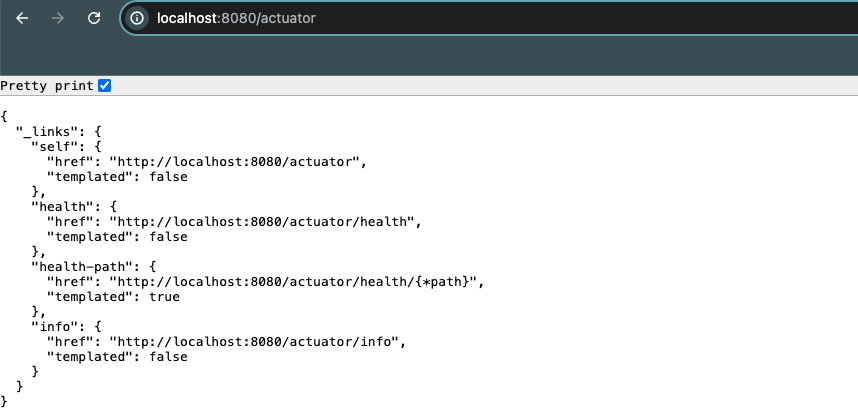 localhost:8080/actuator
Pretty print
{
  "_links": {
    "self": {
      "href": "http://localhost:8080/actuator",
      "templated": false
    },
    "health": {
      "href": "http://localhost:8080/actuator/health",
      "templated": false
    },
    "health-path": {
      "href": "http://localhost:8080/actuator/health/{*path}",
      "templated": true
    },
    "info": {
      "href": "http://localhost:8080/actuator/info",
      "templated": false
    }
  }
}